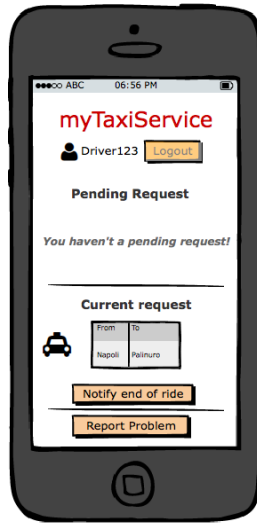 ABC 06:56 PM
myTaxiService
Driver123 Logout
Pending Request
You haven't a pending request!
Current request
From To
Napoli Palinuro
Notify end of ride
Report Problem